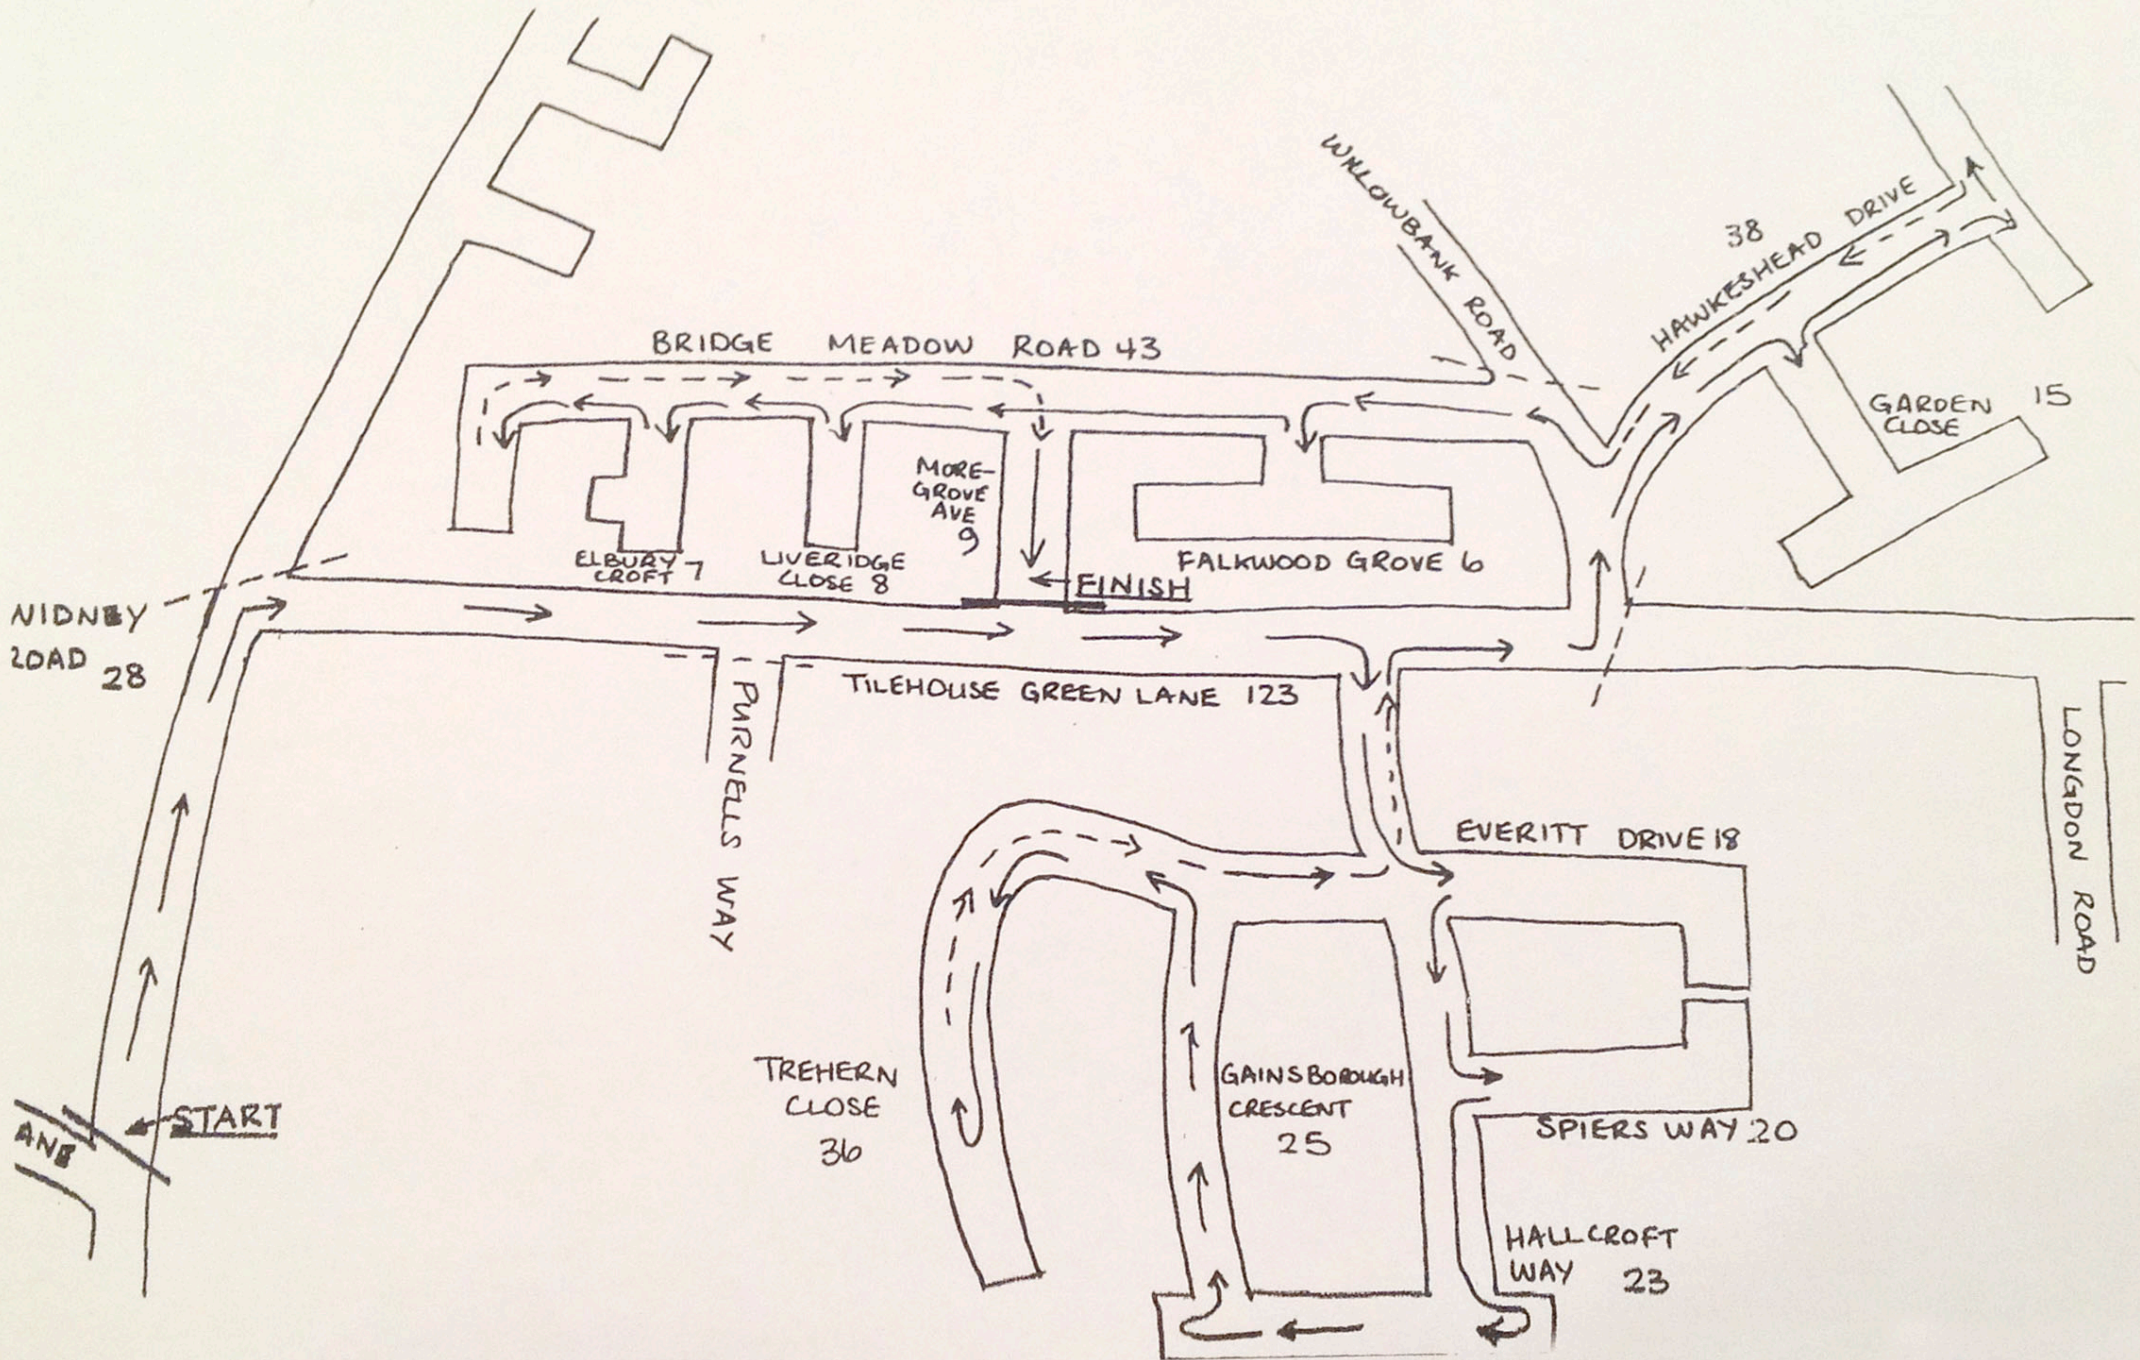 WILLOWBANK ROAD
38
HAWKESHEAD DRIVE
BRIDGE MEADOW ROAD 43
GARDEN 15
CLOSE
MORE-
GROVE
AVE
9
ELBURY
CROFT 7
LIVERIDGE
CLOSE 8
FALKWOOD GROVE 6
FINISH
NIDNEY
ROAD 28
TILEHOUSE GREEN LANE 123
PURNELLS WAY
LONGDON ROAD
EVERITT DRIVE 18
TREHERN
CLOSE
36
GAINSBOROUGH
CRESCENT
25
START
ANE
SPIERS WAY 20
HALLCROFT
WAY 23